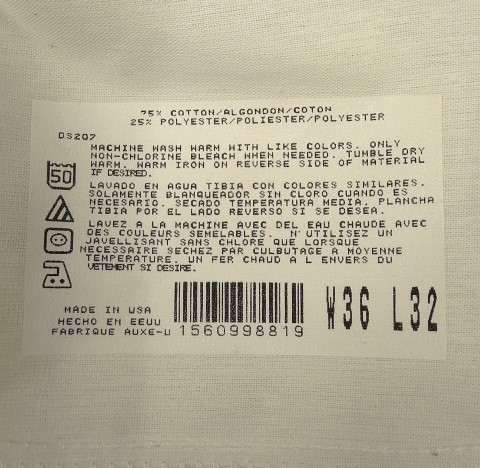 75% COTTON/ALGONDON/COTON
25% POLYESTER/POLIESTER/POLYESTER
DS207
MACHINE WASH WARM WITH LIKE COLORS. ONLY
NON-CHLORINE BLEACH WHEN NEEDED. TUMBLE DRY
WARM. WARM IRON ON REVERSE SIDE OF MATERIAL
IF DESIRED.
50
LAVADO EN AGUA TIBIA CON COLORES SIMILARES.
SOLAMENTE BLANQUEADOR SIN CLORO CUANDO ES
NECESARIO. SECADO TEMPERATURA MEDIA. PLANCHA
TIBIA POR EL LADO REVERSO SI SE DESEA.
LAVEZ A LA MACHINE AVEC DEL EAU CHAUDE AVEC
DES COULEURS SEMELABLES. N'UTILISEZ UN
JAVELLISANT SANS CHLORE QUE LORSQUE
NECESSAIRE SECHEZ PAR CULBUTAGE A MOYENNE
TEMPERATURE. UN FER CHAUD A L ENVERS DU
VETEMENT SI DESIRE.
MADE IN USA
HECHO EN EEUU
FABRIQUE AUXE-U
1560998819
W36 L32